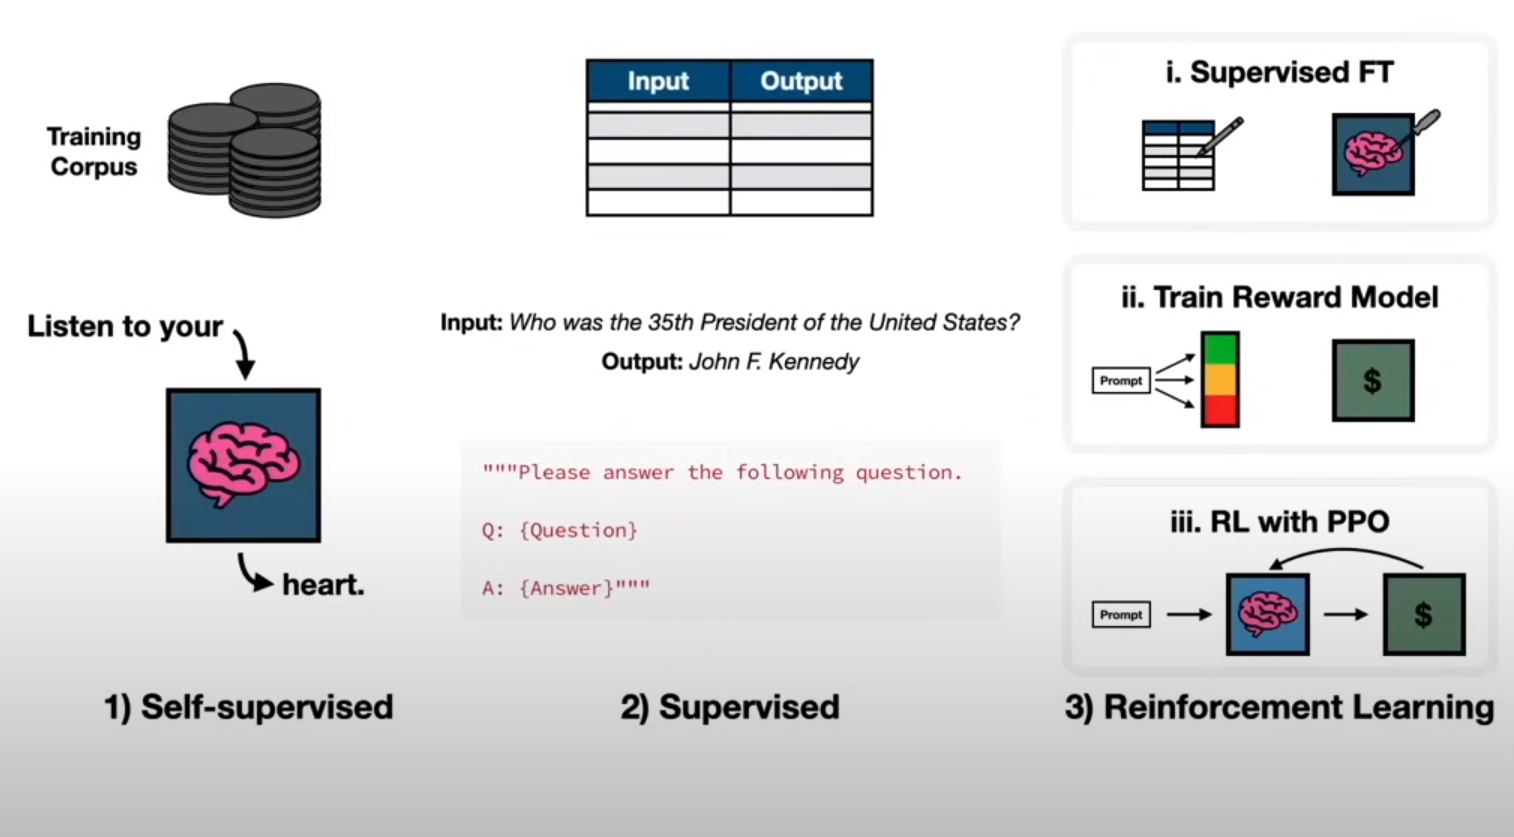 Training
Corpus
Listen to your
heart.
1) Self-supervised
Input Output
Input: Who was the 35th President of the United States?
Output: John F. Kennedy
"""Please answer the following question.
Q: {Question}
A: {Answer}"""
2) Supervised
i. Supervised FT
ii. Train Reward Model
Prompt
$
iii. RL with PPO
Prompt
$
3) Reinforcement Learning